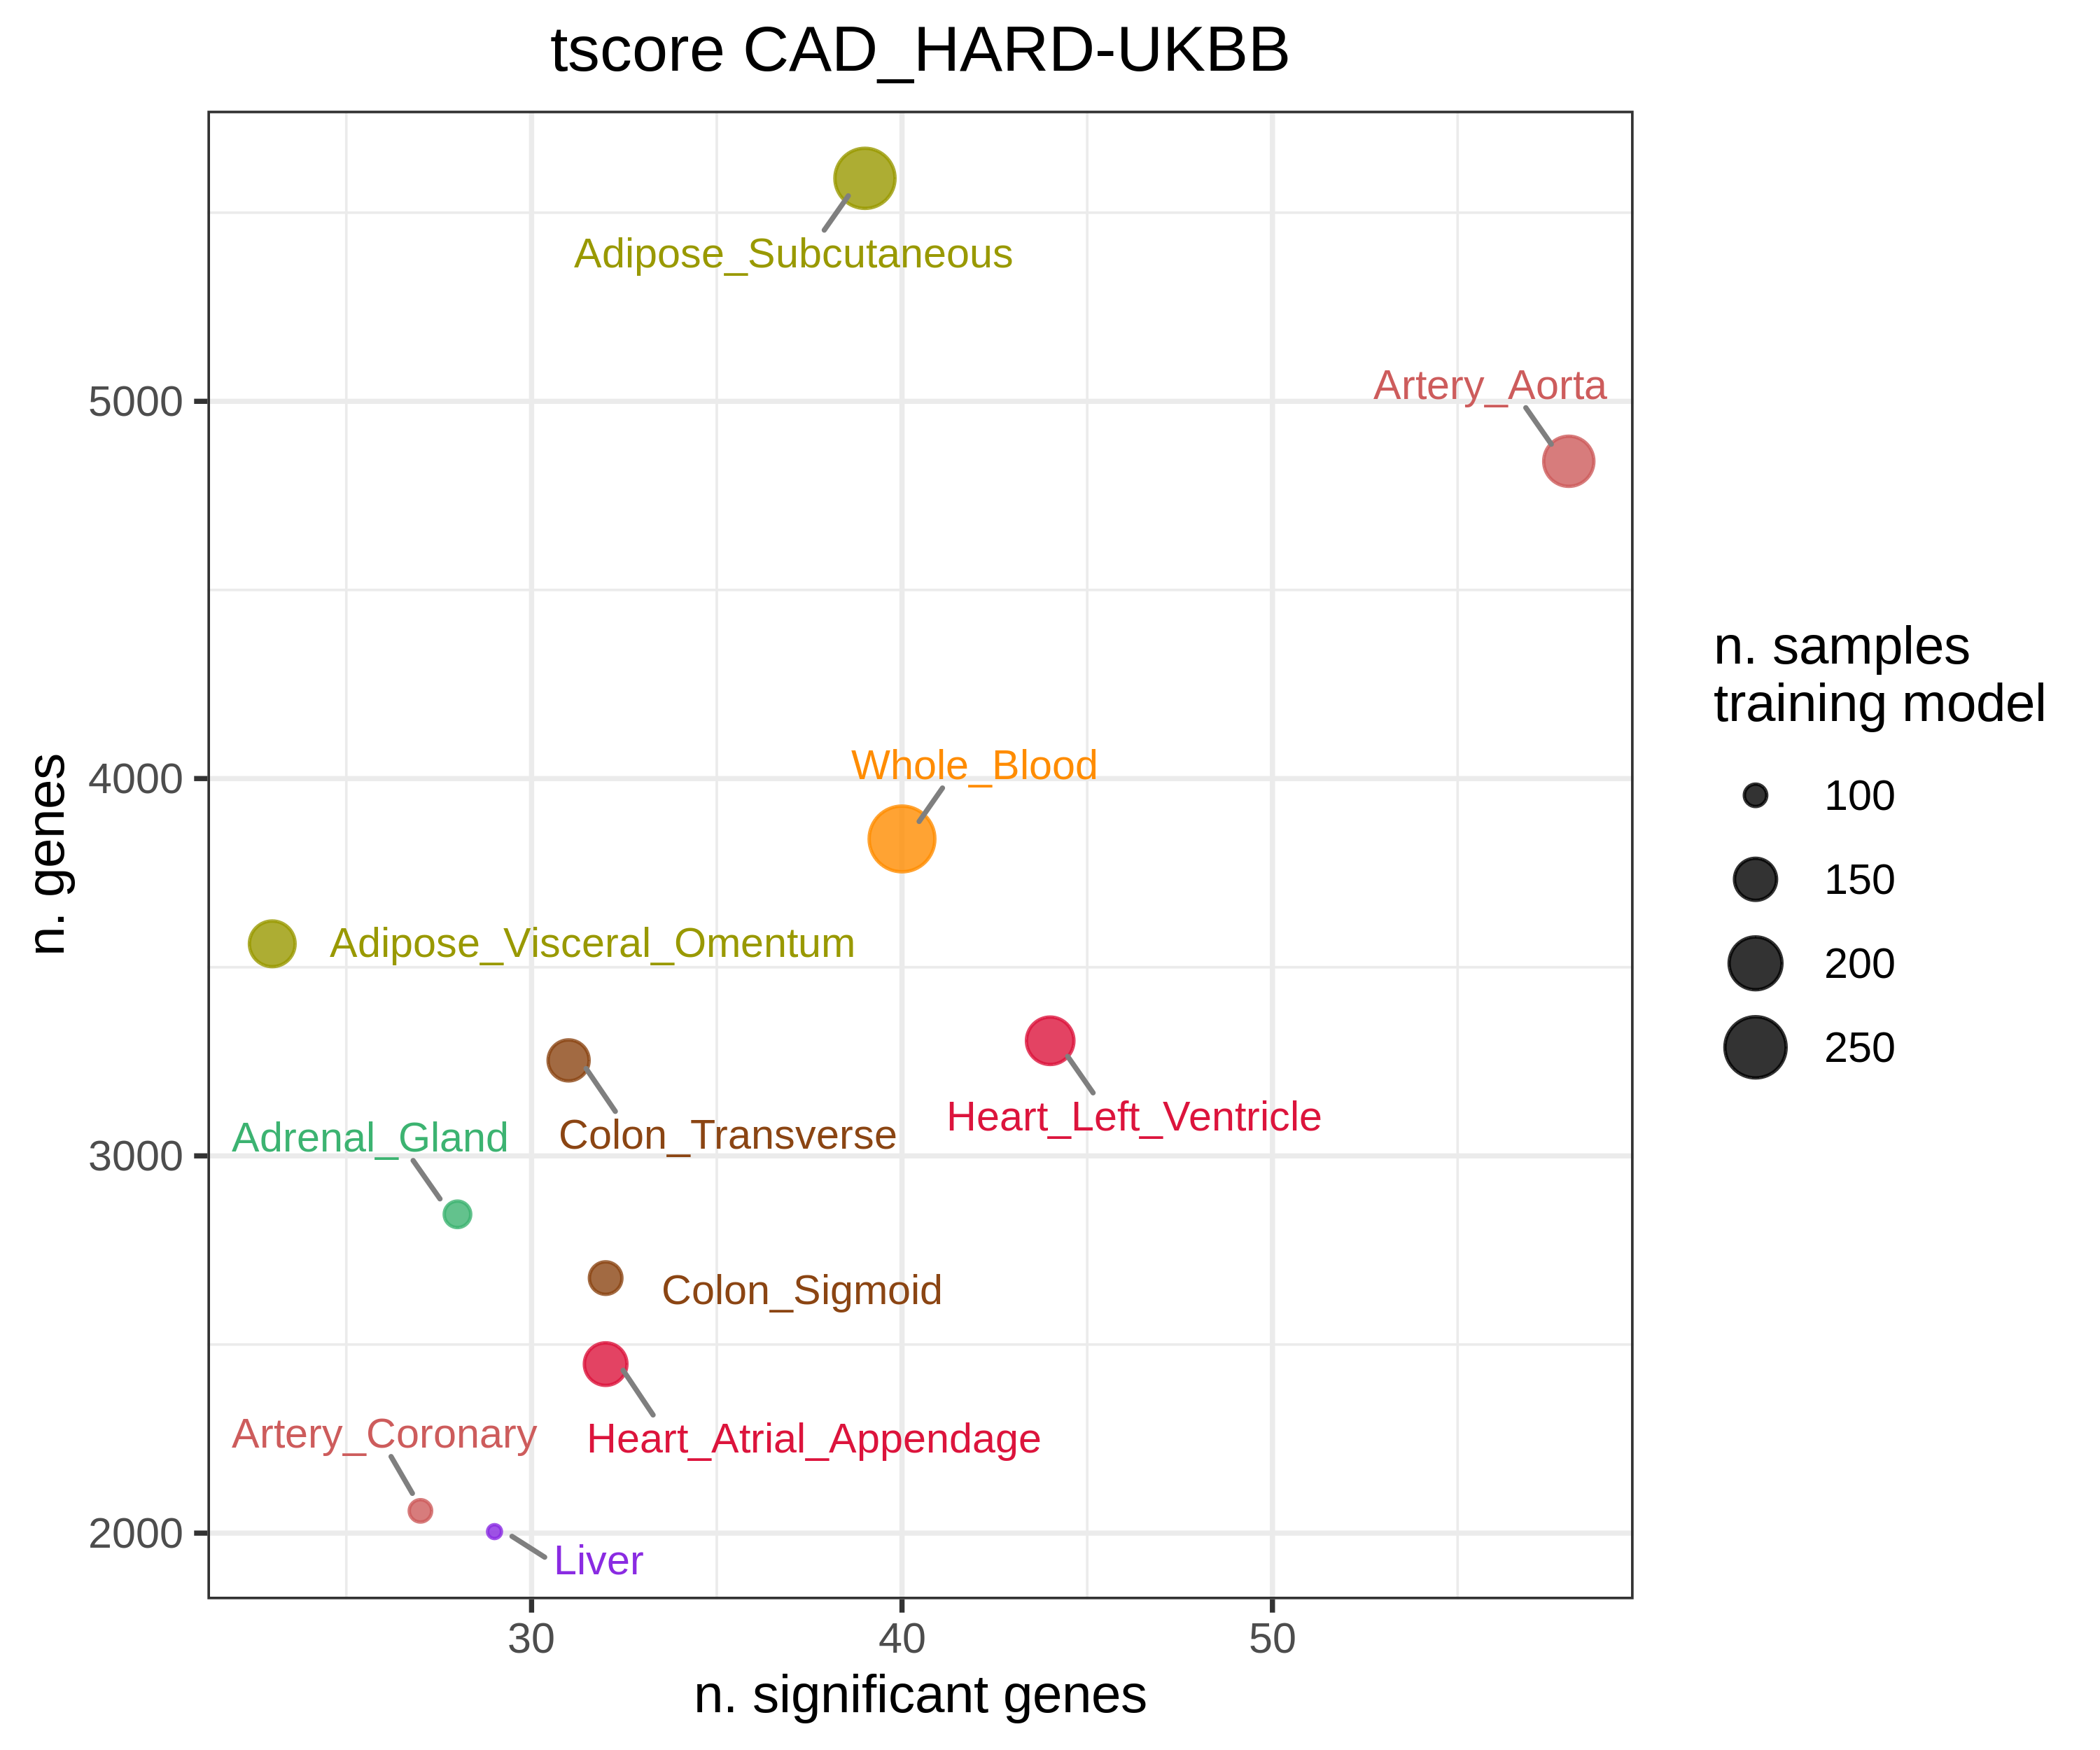 tscore CAD_HARD-UKBB
Adipose_Subcutaneous
Artery_Aorta
5000
n. samples
training model
Whole_Blood
4000
100
150
n. genes
Adipose_Visceral_Omentum
200
250
Heart_Left_Ventricle
Colon_Transverse
Adrenal_Gland
3000
Colon_Sigmoid
Artery_Coronary
Heart_Atrial_Appendage
2000
Liver
30
40
50
n. significant genes